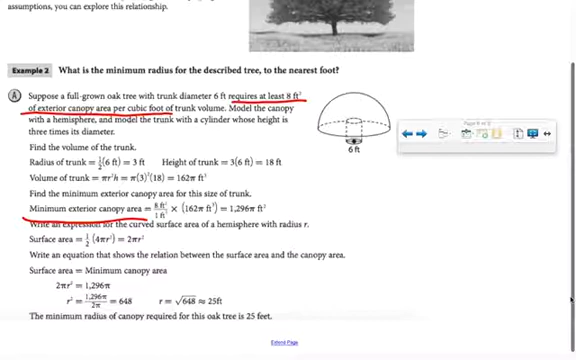 assumptions, you can explore this relationship.
Example 2 What is the minimum radius for the described tree, to the nearest foot?
A Suppose a full-grown oak tree with trunk diameter 6 ft requires at least 8 ft²
of exterior canopy area per cubic foot of trunk volume. Model the canopy
with a hemisphere, and model the trunk with a cylinder whose height is
three times its diameter.
6 ft
Find the volume of the trunk.
Radius of trunk = ½(6 ft) = 3 ft Height of trunk = 3(6 ft) = 18 ft
Volume of trunk = πr²h = π(3)²(18) = 162π ft³
Find the minimum exterior canopy area for this size of trunk.
Minimum exterior canopy area = 8 ft²/1 ft³ × (162π ft³) = 1,296π ft²
Write an expression for the curved surface area of a hemisphere with radius r.
Surface area = ½(4πr²) = 2πr²
Write an equation that shows the relation between the surface area and the canopy area.
Surface area = Minimum canopy area
2πr² = 1,296π
r² = 1,296π/2π = 648 r = √648 ≈ 25ft
The minimum radius of canopy required for this oak tree is 25 feet.
Extend Page